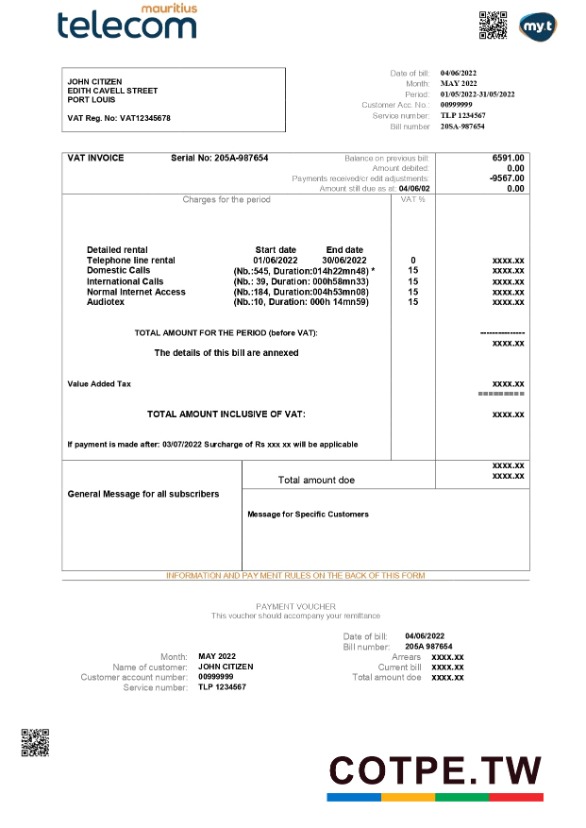 mauritius
telecom
my.t
JOHN CITIZEN
EDITH CAVELL STREET
PORT LOUIS
VAT Reg. No: VAT12345678
Date of bill: 04/06/2022
Month: MAY 2022
Period: 01/05/2022-31/05/2022
Customer Acc. No.: 00999999
Service number: TLP 1234567
Bill number 20SA-987654
VAT INVOICE Serial No: 205A-987654 Balance on previous bill: 6591.00
Amount debited: 0.00
Payments received/cr edit adjustments: -9567.00
Amount still due as at: 04/06/02 0.00
Charges for the period VAT %
Detailed rental Start date End date
Telephone line rental 01/06/2022 30/06/2022 0 xxxx.xx
Domestic Calls (Nb.:545, Duration:014h22mn48) * 15 xxxx.xx
International Calls (Nb.: 39, Duration: 000h58mn33) 15 xxxx.xx
Normal Internet Access (Nb.:184, Duration:004h53mn08) 15 xxxx.xx
Audiotex (Nb.:10, Duration: 000h 14mn59) 15 xxxx.xx
TOTAL AMOUNT FOR THE PERIOD (before VAT): ---------------
xxxx.xx
The details of this bill are annexed
Value Added Tax xxxx.xx
=========
TOTAL AMOUNT INCLUSIVE OF VAT: xxxx.xx
If payment is made after: 03/07/2022 Surcharge of Rs xxx xx will be applicable
xxxx.xx
Total amount doe xxxx.xx
General Message for all subscribers
Message for Specific Customers
INFORMATION AND PAY MENT RULES ON THE BACK OF THIS FORM
PAYMENT VOUCHER
This voucher should accompany your remittance
Date of bill: 04/06/2022
Bill number: 205A 987654
Month: MAY 2022 Arrears xxxx.xx
Name of customer: JOHN CITIZEN Current bill xxxx.xx
Customer account number: 00999999 Total amount doe xxxx.xx
Service number: TLP 1234567
COTPE.TW